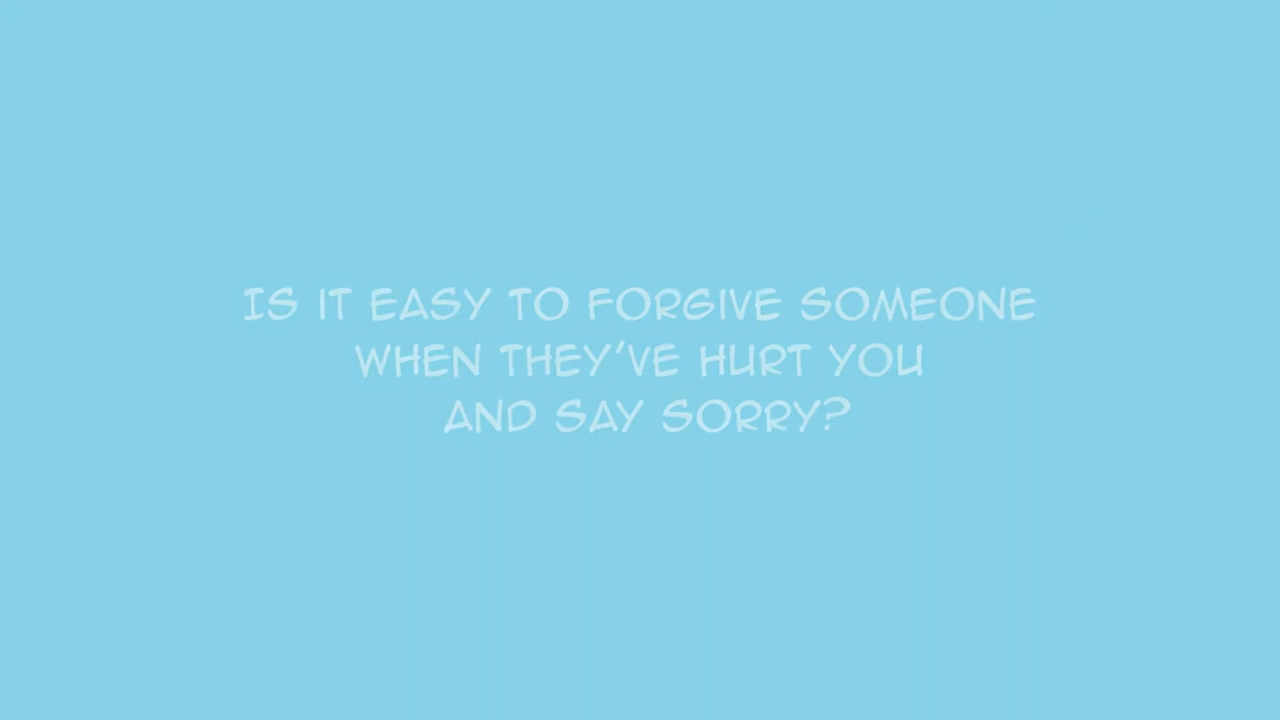 IS IT EASY TO FORGIVE SOMEONE
WHEN THEY'VE HURT YOU
AND SAY SORRY?